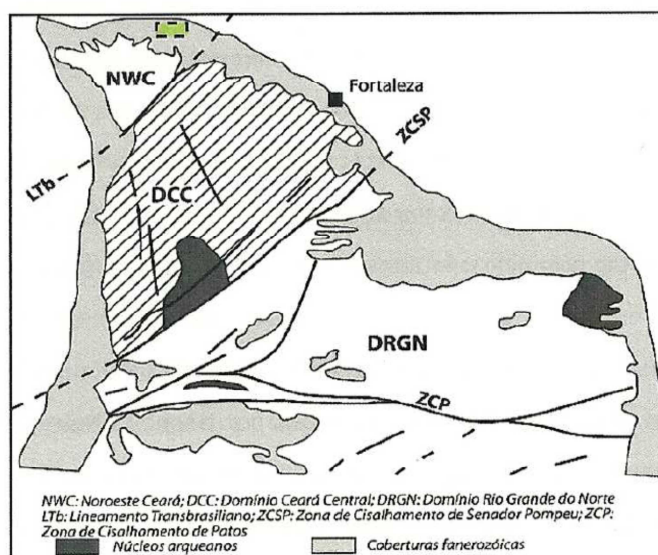 NWC
Fortaleza
ZCSP
LTb
DCC
DRGN
ZCP
NWC: Noroeste Ceará; DCC: Domínio Ceará Central; DRGN: Domínio Rio Grande do Norte
LTb: Lineamento Transbrasiliano; ZCSP: Zona de Cisalhamento de Senador Pompeu; ZCP:
Zona de Cisalhamento de Patos
Núcleos arqueanos
Coberturas fanerozóicas